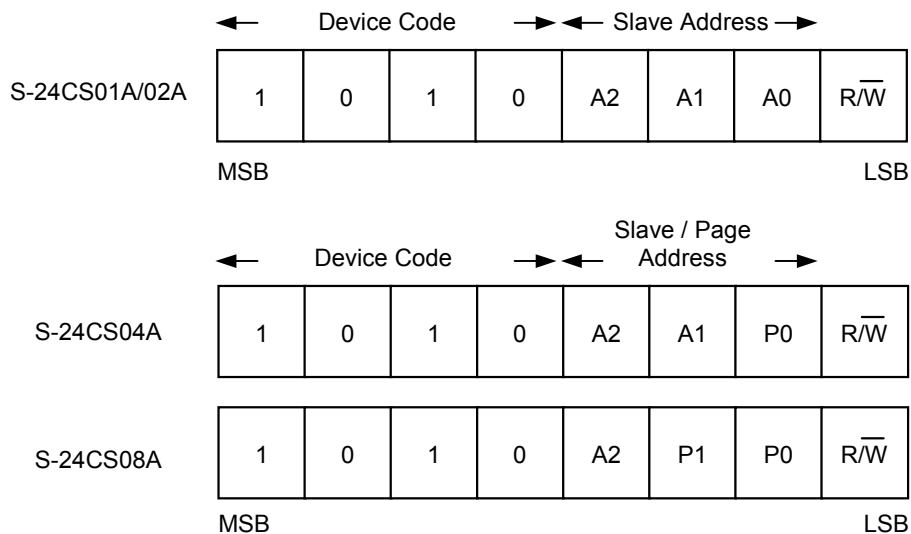 Device Code Slave Address
S-24CS01A/02A 1 0 1 0 A2 A1 A0 R/W̅
MSB LSB
Slave / Page
Device Code Address
S-24CS04A 1 0 1 0 A2 A1 P0 R/W̅
S-24CS08A 1 0 1 0 A2 P1 P0 R/W̅
MSB LSB